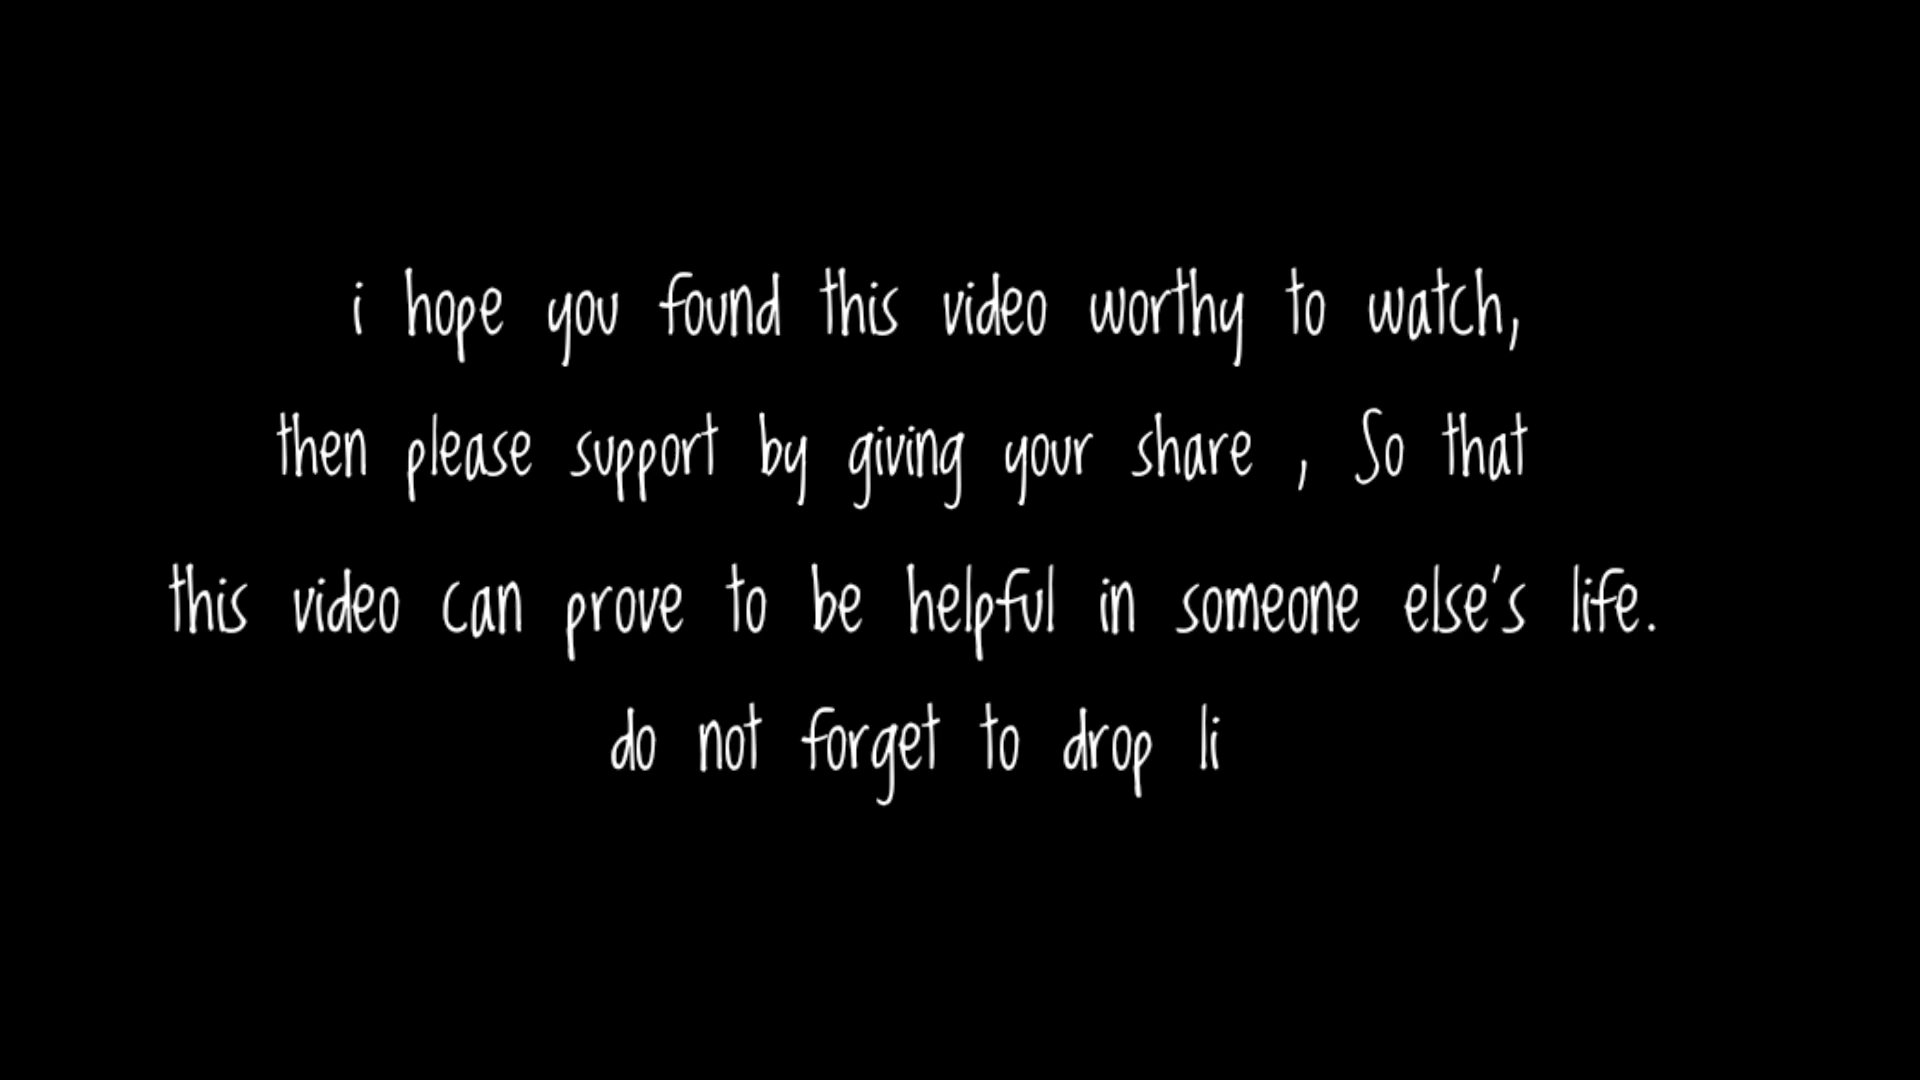 i hope you found this video worthy to watch,
then please support by giving your share , So that
this video can prove to be helpful in someone else's life.
do not forget to drop li